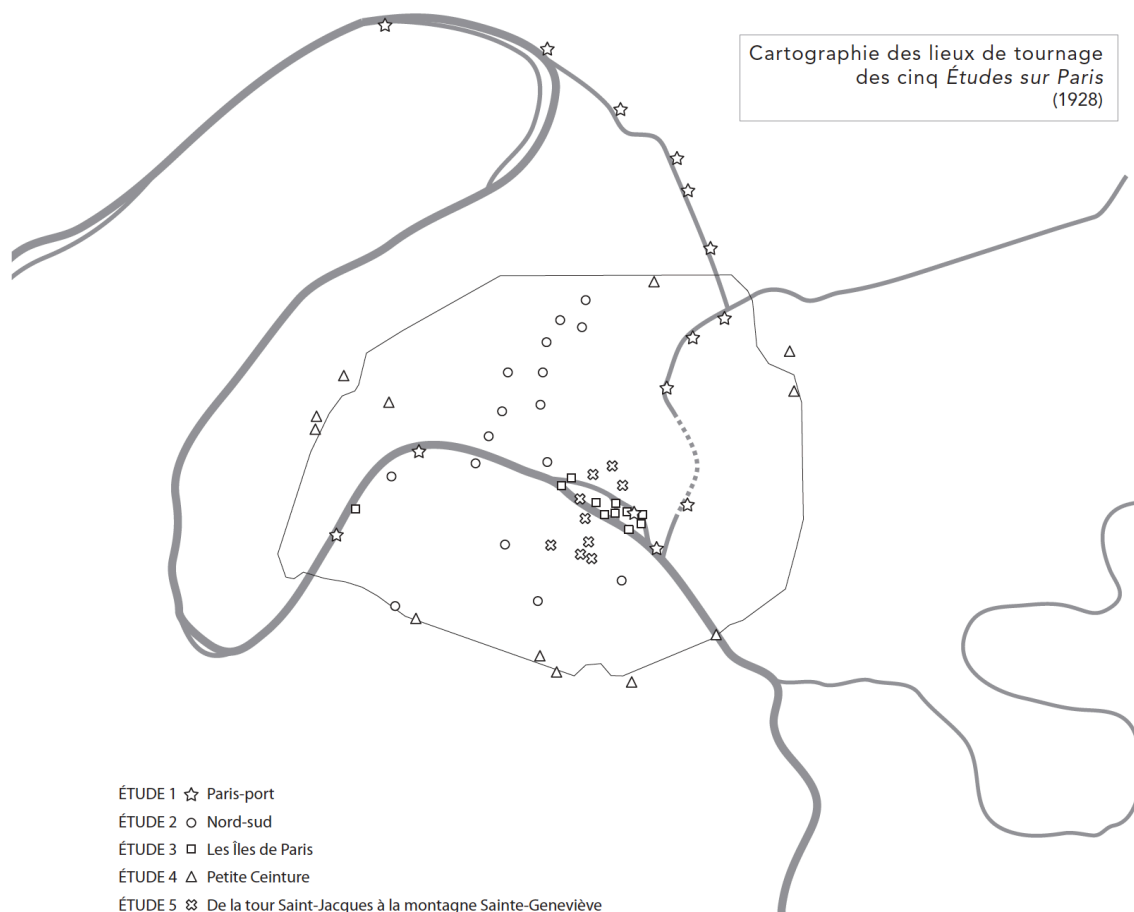 Cartographie des lieux de tournage
des cinq Études sur Paris
(1928)
ÉTUDE 1 Paris-port
ÉTUDE 2 Nord-sud
ÉTUDE 3 Les Îles de Paris
ÉTUDE 4 Petite Ceinture
ÉTUDE 5 De la tour Saint-Jacques à la montagne Sainte-Geneviève